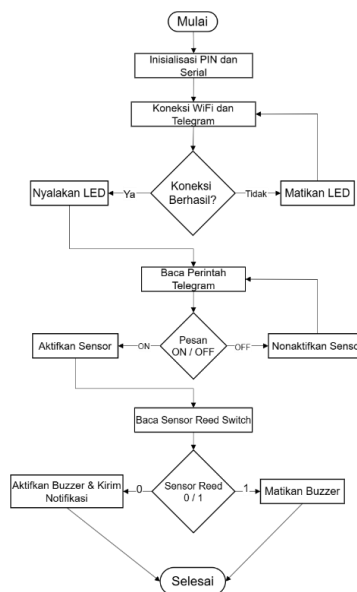 Mulai
Inisialisasi PIN dan
Serial
Koneksi WiFi dan
Telegram
Koneksi
Berhasil?
Ya
Tidak
Nyalakan LED
Matikan LED
Baca Perintah
Telegram
Pesan
ON / OFF
ON
OFF
Aktifkan Sensor
Nonaktifkan Sensor
Baca Sensor Reed Switch
Sensor Reed
0 / 1
0
1
Aktifkan Buzzer & Kirim
Notifikasi
Matikan Buzzer
Selesai